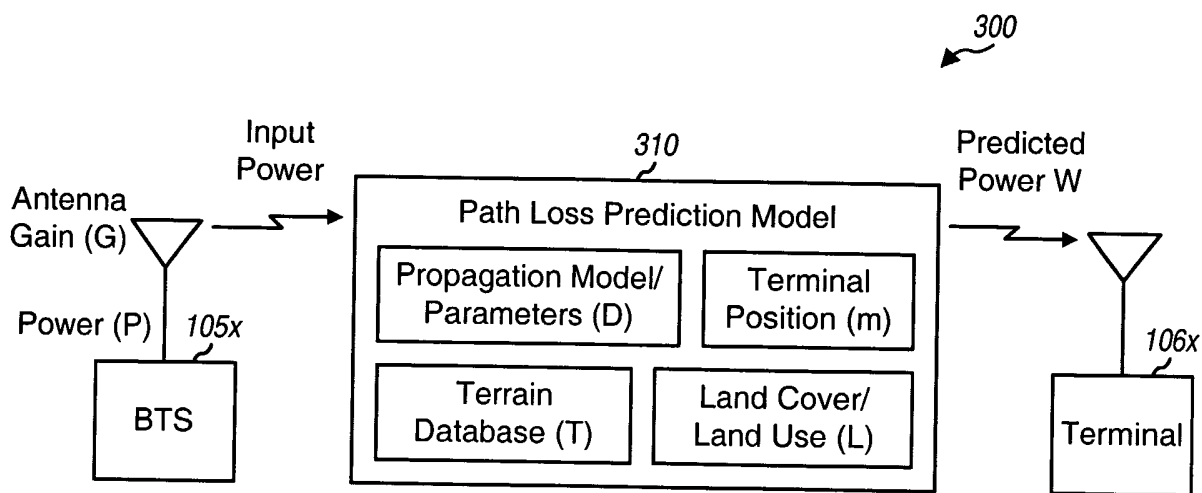 300
Input
Power
310
Predicted
Power W
Antenna
Gain (G)
Path Loss Prediction Model
Propagation Model/
Parameters (D)
Terminal
Position (m)
Power (P)
105x
106x
BTS
Terrain
Database (T)
Land Cover/
Land Use (L)
Terminal